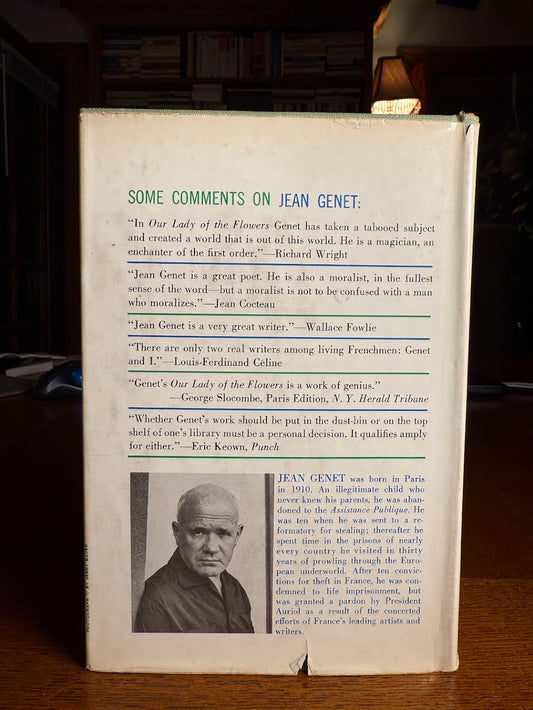 SOME COMMENTS ON JEAN GENET:
“In Our Lady of the Flowers Genet has taken a tabooed subject
and created a world that is out of this world. He is a magician, an
enchanter of the first order.”—Richard Wright
“Jean Genet is a great poet. He is also a moralist, in the fullest
sense of the word—but a moralist is not to be confused with a man
who moralizes.”—Jean Cocteau
“Jean Genet is a very great writer.”—Wallace Fowlie
“There are only two real writers among living Frenchmen: Genet
and I.”—Louis-Ferdinand Céline
“Genet's Our Lady of the Flowers is a work of genius.”
—George Slocombe, Paris Edition, N. Y. Herald Tribune
“Whether Genet's work should be put in the dust-bin or on the top
shelf of one's library must be a personal decision. It qualifies amply
for either.”—Eric Keown, Punch
JEAN GENET was born in Paris
in 1910. An illegitimate child who
never knew his parents, he was aban-
doned to the Assistance Publique. He
was ten when he was sent to a re-
formatory for stealing; thereafter he
spent time in the prisons of nearly
every country he visited in thirty
years of prowling through the Euro-
pean underworld. After ten convic-
tions for theft in France, he was con-
demned to life imprisonment, but
was granted a pardon by President
Auriol as a result of the concerted
efforts of France's leading artists and
writers.